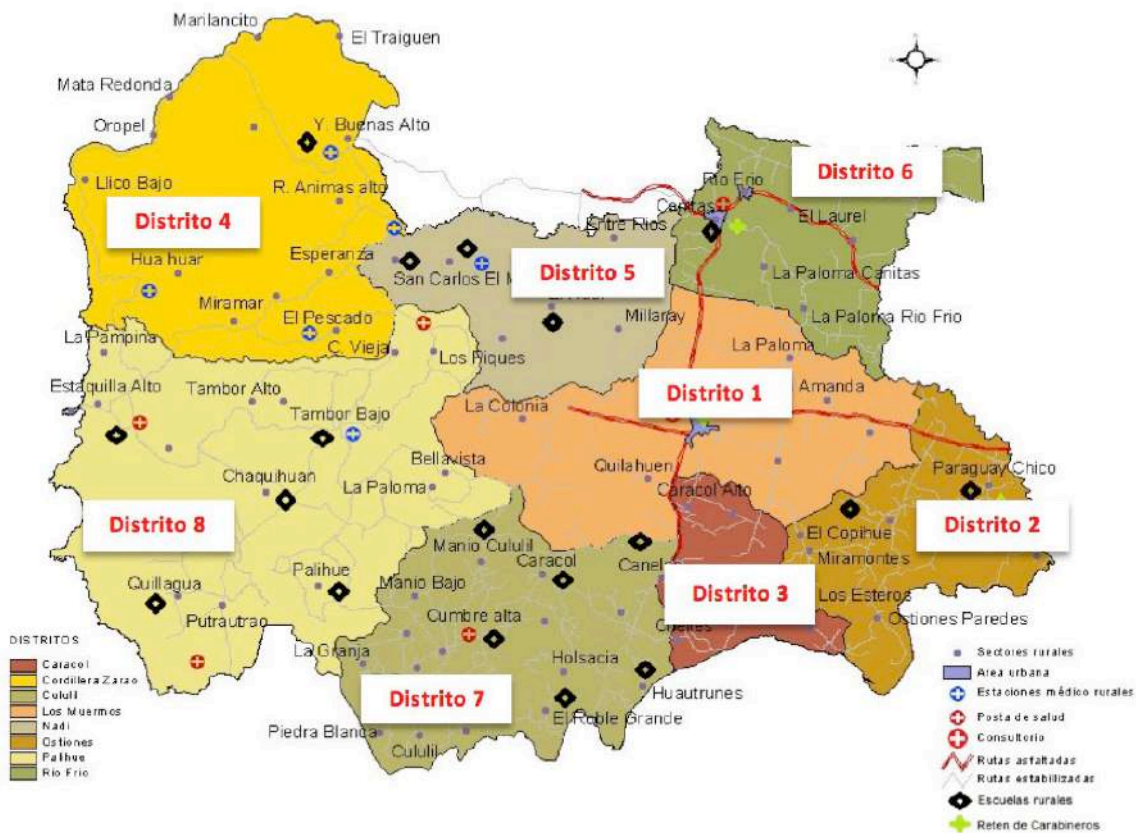 Marilancito
El Traiguen
Mata Redonda
Oropel
Y. Buenas Alto
Llico Bajo
R. Animas alto
Distrito 4
Hua huar
Esperanza
Miramar
El Pescado
Rio Frio
Distrito 6
Canitas
Entre Rios
El Laurel
San Carlos El
Distrito 5
La Paloma Canitas
Millaray
La Paloma Rio Frio
La Pampina
C. Vieja
Los Piques
La Paloma
Estaquilla Alto
Tambor Alto
Distrito 1
Amanda
Tambor Bajo
La Colonia
Bellavista
Quilahuen
Paraguay Chico
Chaquihuan
La Paloma
Caracol Alto
Distrito 8
Distrito 2
El Copihue
Manio Cululil
Miramontes
Caracol
Palihue
Manio Bajo
Distrito 3
Los Esteros
Quillagua
Putrautrao
Cumbre alta
Ostiones Paredes
La Granja
Holsacia
Distrito 7
Huautrunes
El Roble Grande
Piedra Blanca
Cululil
DISTRITOS
Caracol
Cordillera Zarao
Cululil
Los Muermos
Nadi
Ostiones
Palihue
Rio Frio
Sectores rurales
Area urbana
Estaciones médico rurales
Posta de salud
Consultorio
Rutas asfaltadas
Rutas estabilizadas
Escuelas rurales
Reten de Carabineros